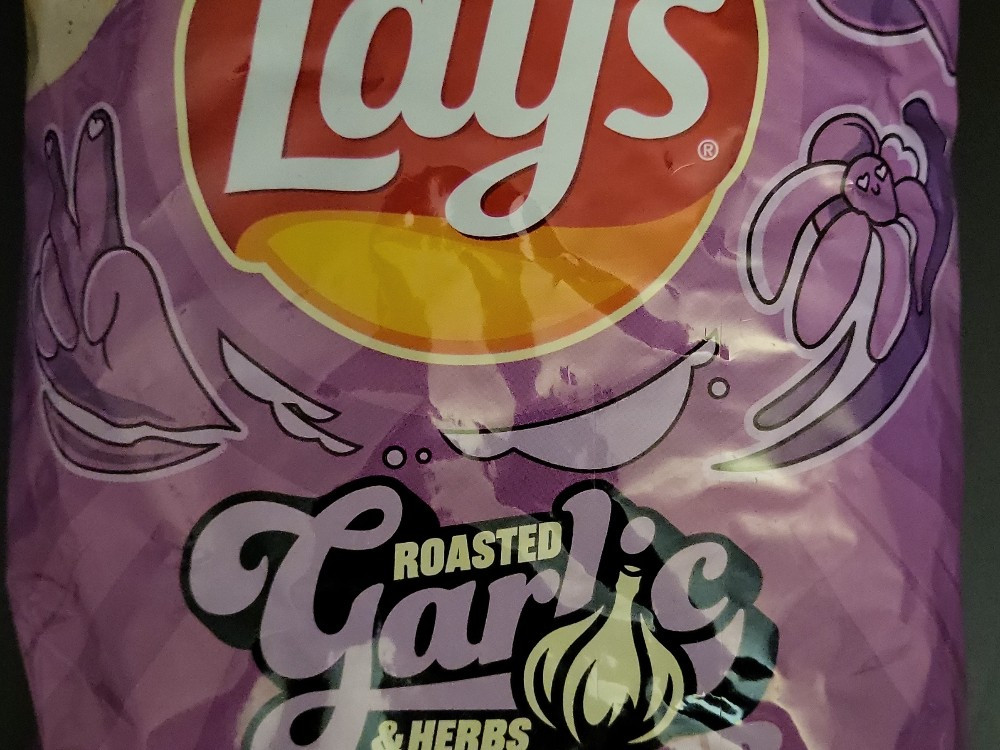 Lay's®
ROASTED
Garlic
& HERBS